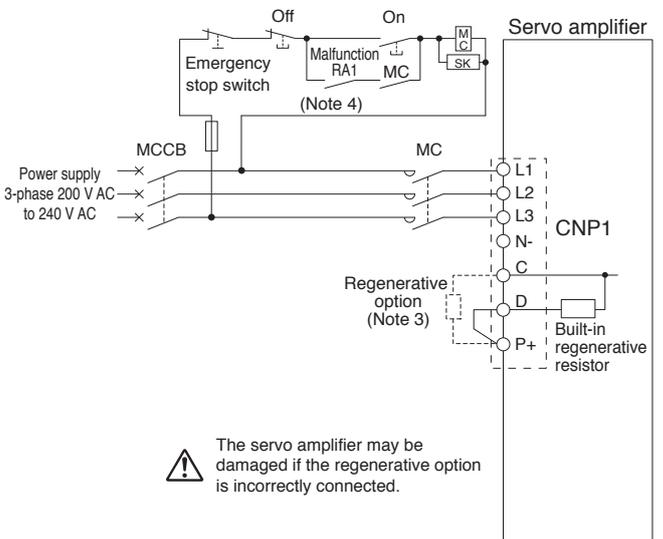 Off
On
Servo amplifier
M
C
SK
Emergency
stop switch
Malfunction
RA1
MC
(Note 4)
MCCB
MC
Power supply
3-phase 200 V AC
to 240 V AC
L1
L2
L3
N-
CNP1
C
D
P+
Regenerative
option
(Note 3)
Built-in
regenerative
resistor
The servo amplifier may be
damaged if the regenerative option
is incorrectly connected.